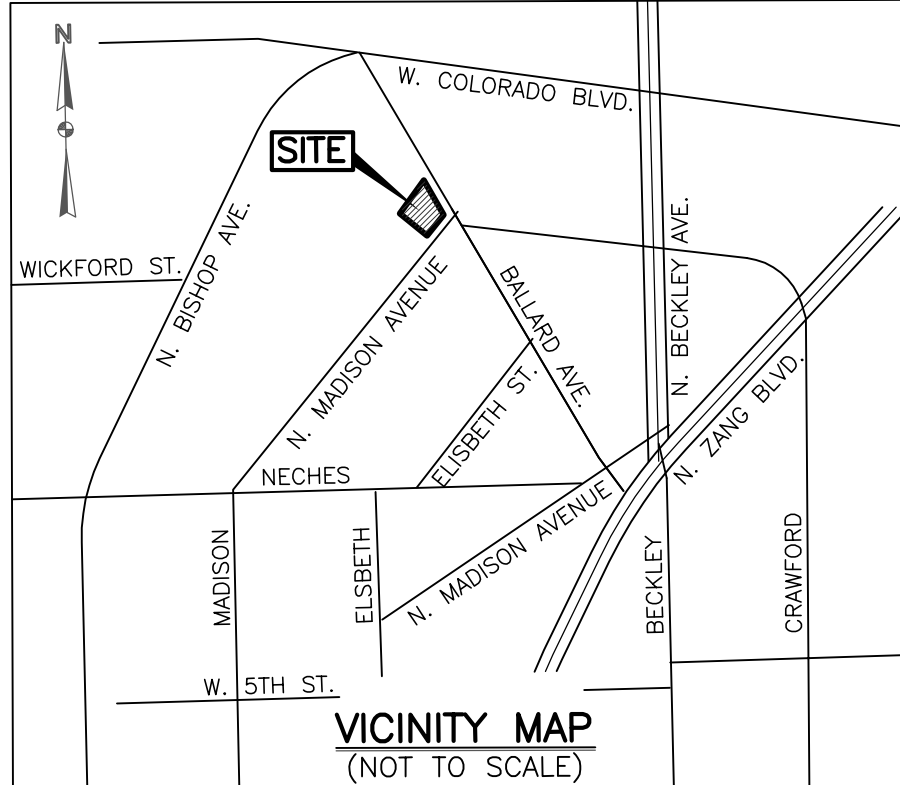 N
W. COLORADO BLVD.
SITE
N. BISHOP AVE.
WICKFORD ST.
N. MADISON AVENUE
BALLARD AVE.
N. BECKLEY AVE.
ELISBETH ST.
N. ZANG BLVD.
NECHES
MADISON
ELSBETH
N. MADISON AVENUE
BECKLEY
CRAWFORD
W. 5TH ST.
VICINITY MAP
(NOT TO SCALE)